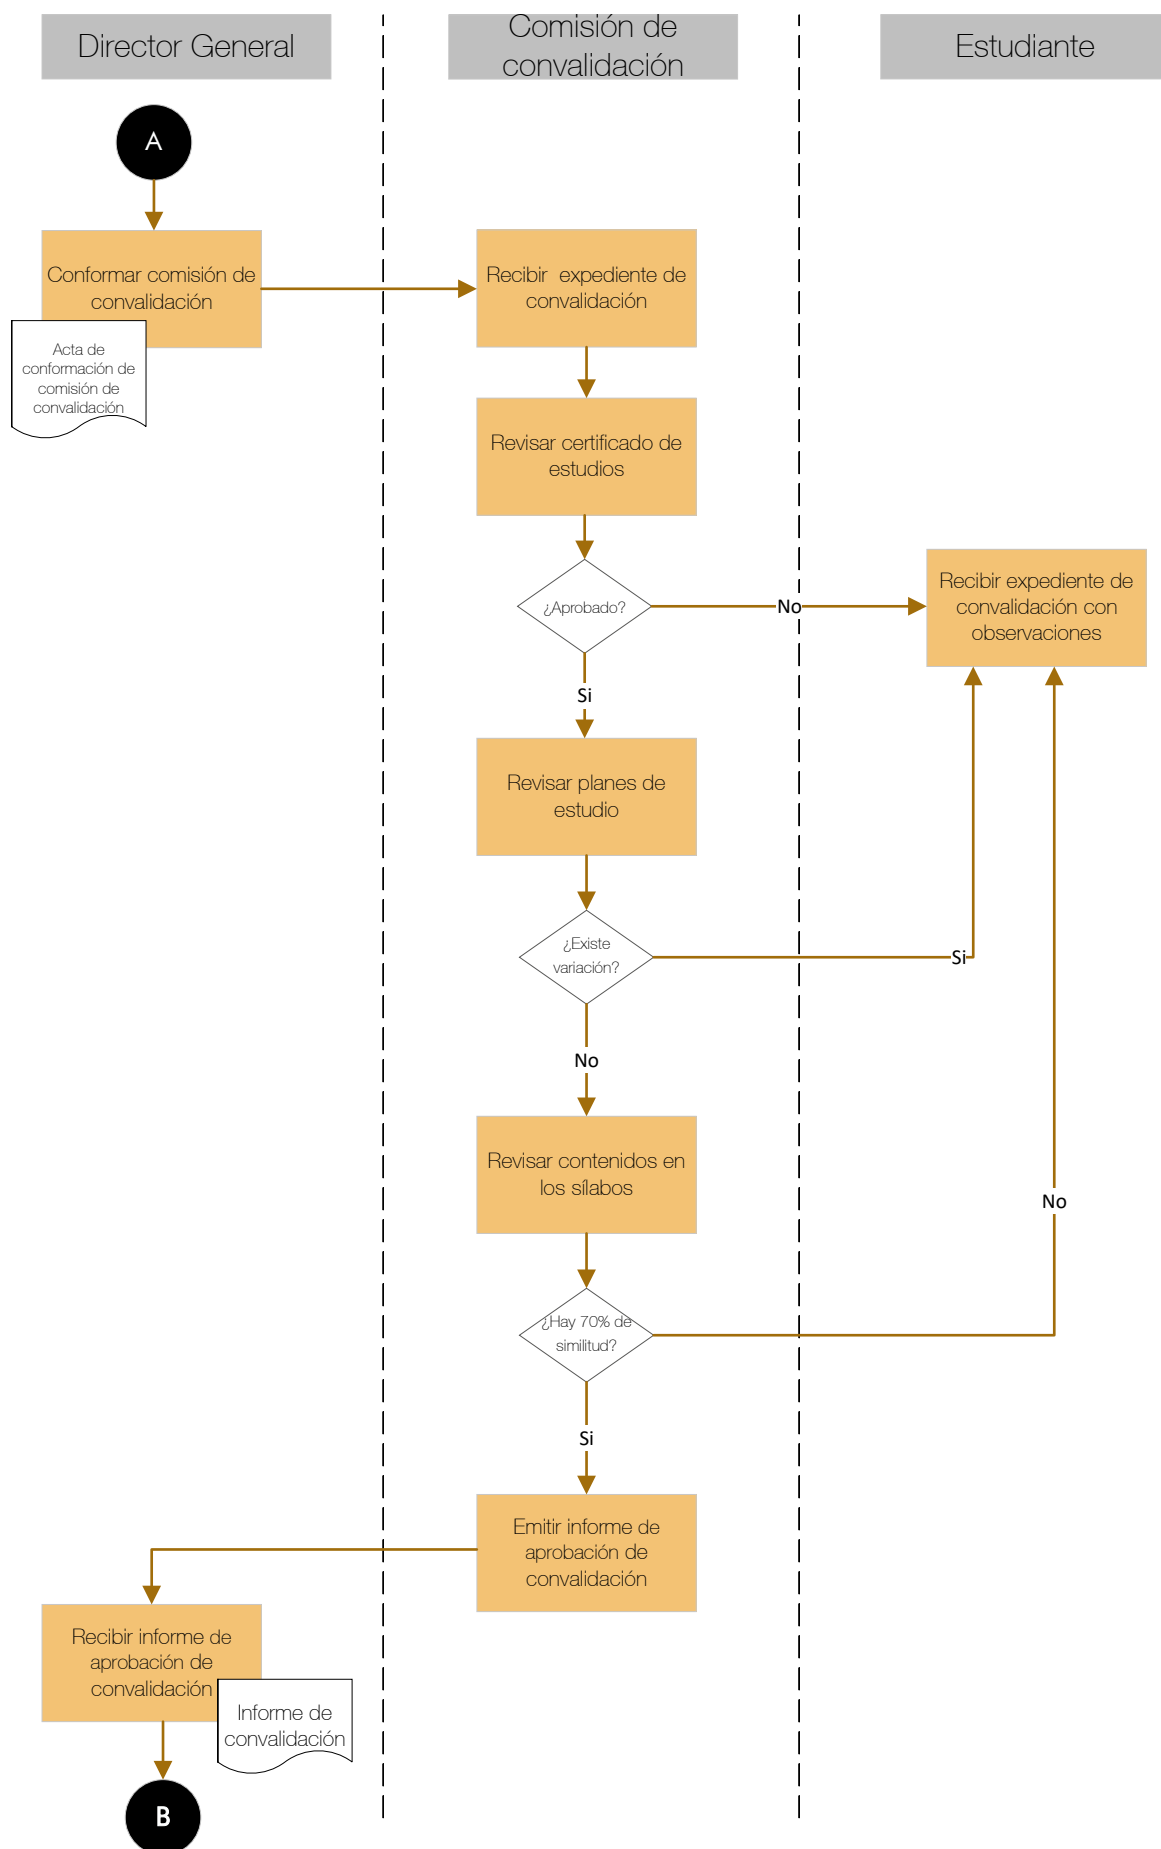 Director General
Comisión de
convalidación
Estudiante
A
Conformar comisión de
convalidación
Acta de
conformación de
comisión de
convalidación
Recibir expediente de
convalidación
Revisar certificado de
estudios
¿Aprobado?
No
Recibir expediente de
convalidación con
observaciones
Si
Revisar planes de
estudio
¿Existe
variación?
Si
No
Revisar contenidos en
los sílabos
No
¿Hay 70% de
similitud?
Si
Emitir informe de
aprobación de
convalidación
Recibir informe de
aprobación de
convalidación
Informe de
convalidación
B